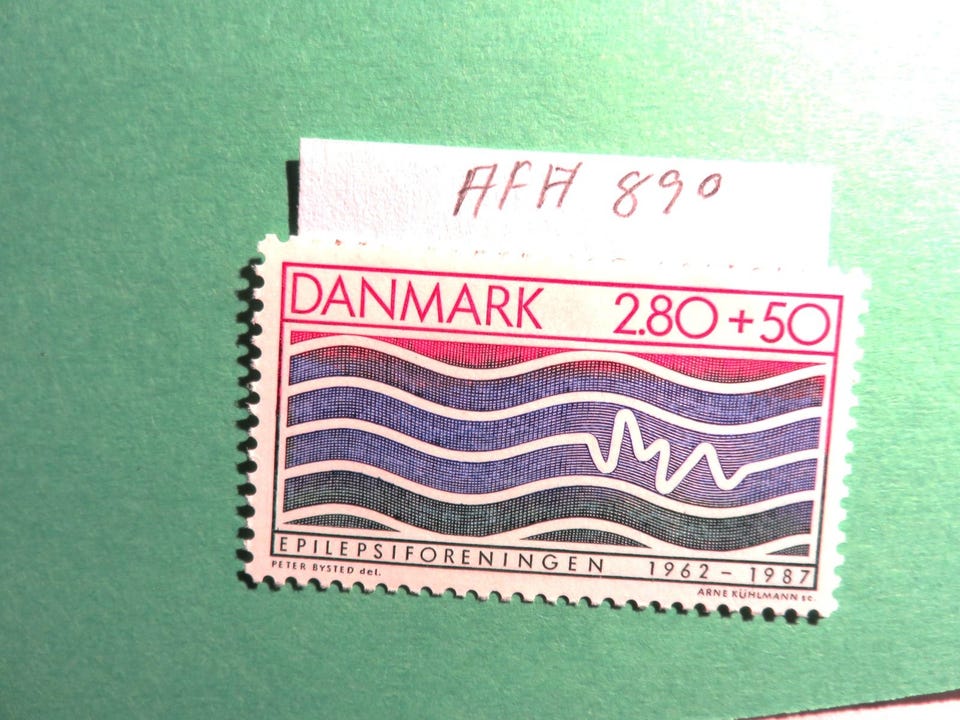 AFA 890
DANMARK 2.80+50
EPILEPSIFORENINGEN 1962 – 1987
PETER BYSTED del. ARNE KÜHLMANN sc.